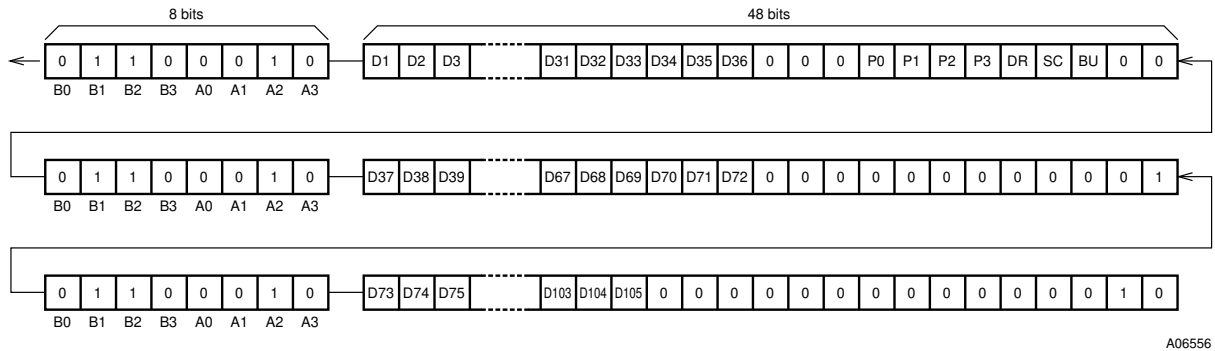 8 bits 48 bits
0 1 1 0 0 0 1 0 D1 D2 D3 D31 D32 D33 D34 D35 D36 0 0 0 P0 P1 P2 P3 DR SC BU 0 0
B0 B1 B2 B3 A0 A1 A2 A3
0 1 1 0 0 0 1 0 D37 D38 D39 D67 D68 D69 D70 D71 D72 0 0 0 0 0 0 0 0 0 0 0 1
B0 B1 B2 B3 A0 A1 A2 A3
0 1 1 0 0 0 1 0 D73 D74 D75 D103 D104 D105 0 0 0 0 0 0 0 0 0 0 0 0 0 1 0
B0 B1 B2 B3 A0 A1 A2 A3
A06556